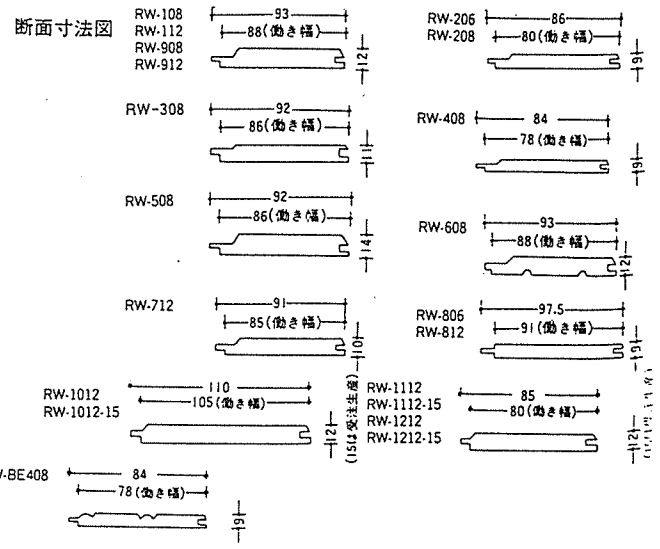 断面寸法図
RW-108
RW-112
RW-908
RW-912
93
88(働き幅)
12
RW-206
RW-208
86
80(働き幅)
9
RW-308
92
86(働き幅)
11
RW-408
84
78(働き幅)
9
RW-508
92
86(働き幅)
14
RW-608
93
88(働き幅)
12
RW-712
91
85(働き幅)
10
RW-806
RW-812
97.5
91(働き幅)
9
RW-1012
RW-1012-15
110
105(働き幅)
12
(15は受注生産)
RW-1112
RW-1112-15
RW-1212
RW-1212-15
85
80(働き幅)
12
-BE408
84
78(働き幅)
9